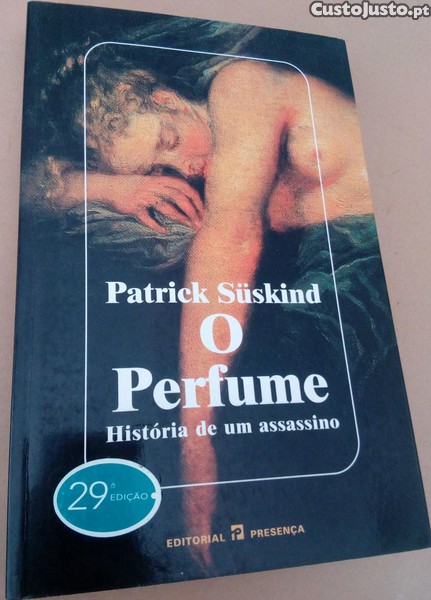 CustoJusto.pt
Patrick Süskind
O
Perfume
História de um assassino
29ª
EDIÇÃO
EDITORIAL P PRESENÇA